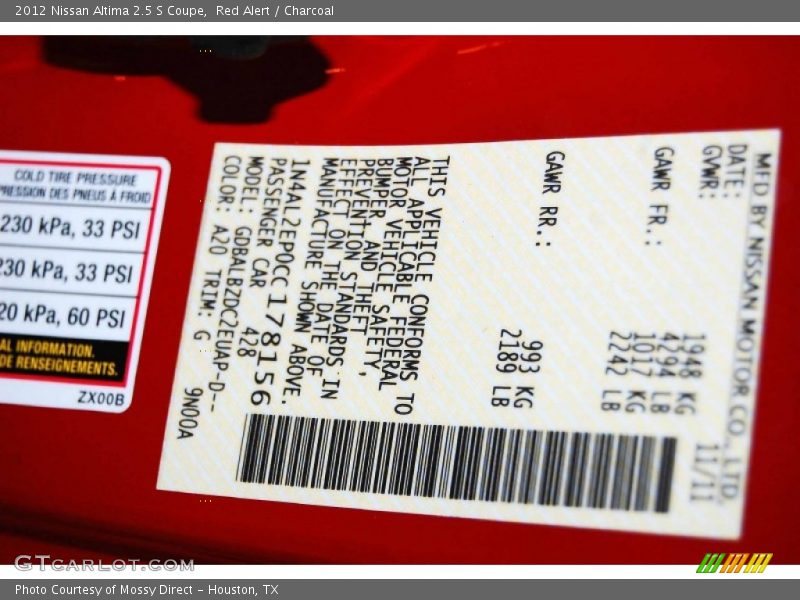 2012 Nissan Altima 2.5 S Coupe, Red Alert / Charcoal
COLD TIRE PRESSURE
PRESSION DES PNEUS À FROID
230 kPa, 33 PSI
230 kPa, 33 PSI
20 kPa, 60 PSI
AL INFORMATION.
DE RENSEIGNEMENTS.
ZX00B
MFD BY NISSAN MOTOR CO., LTD.
DATE: 11/11
GVWR: 1948 KG
4294 LB
GAWR FR.: 1017 KG
2242 LB
GAWR RR.: 993 KG
2189 LB
THIS VEHICLE CONFORMS TO
ALL APPLICABLE FEDERAL
MOTOR VEHICLE SAFETY,
BUMPER, AND THEFT
PREVENTION STANDARDS IN
EFFECT ON THE DATE OF
MANUFACTURE SHOWN ABOVE.
1N4AL2EP0CC178156
PASSENGER CAR 428
MODEL: GDBALBZDC2EUAP-D--
COLOR: A20 TRIM: G 9N00A
GTCARLOT.COM
Photo Courtesy of Mossy Direct - Houston, TX